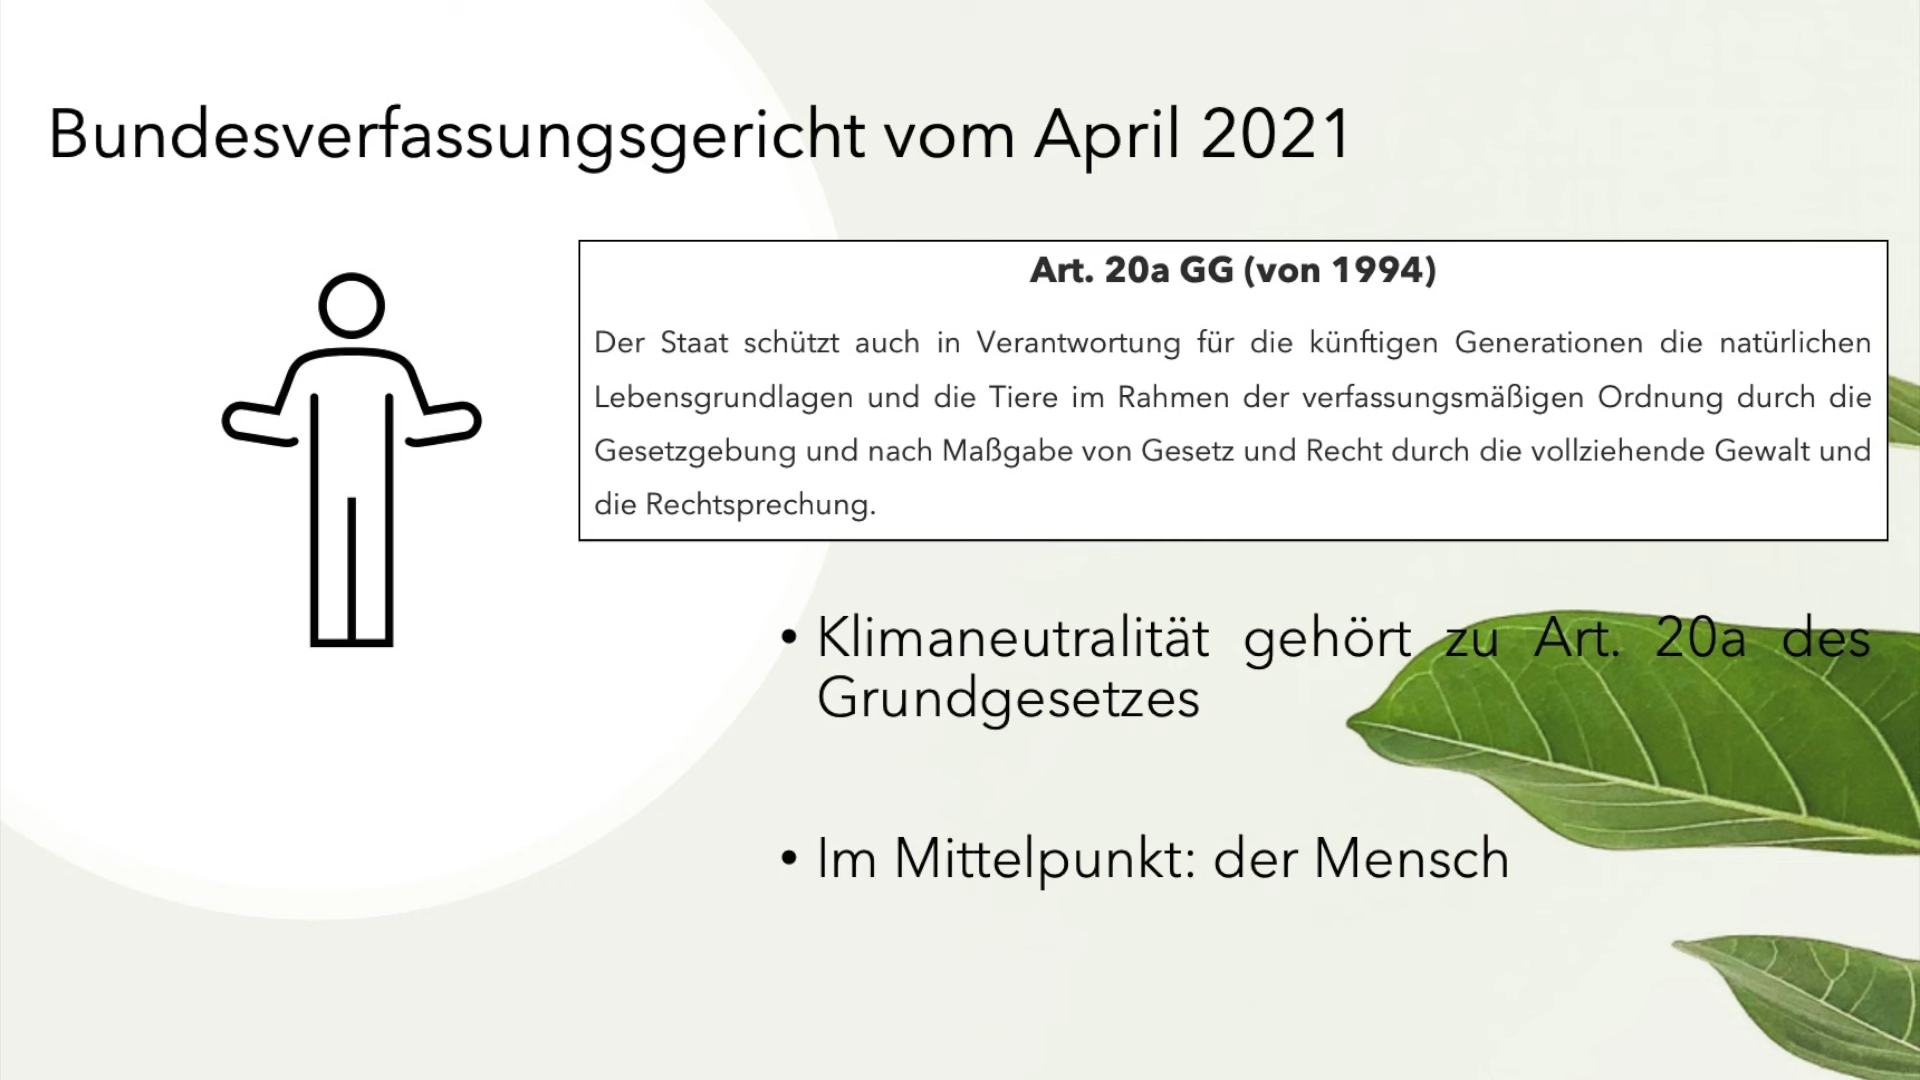 Bundesverfassungsgericht vom April 2021
Art. 20a GG (von 1994)
Der Staat schützt auch in Verantwortung für die künftigen Generationen die natürlichen
Lebensgrundlagen und die Tiere im Rahmen der verfassungsmäßigen Ordnung durch die
Gesetzgebung und nach Maßgabe von Gesetz und Recht durch die vollziehende Gewalt und
die Rechtsprechung.
• Klimaneutralität gehört zu Art. 20a des
Grundgesetzes
• Im Mittelpunkt: der Mensch